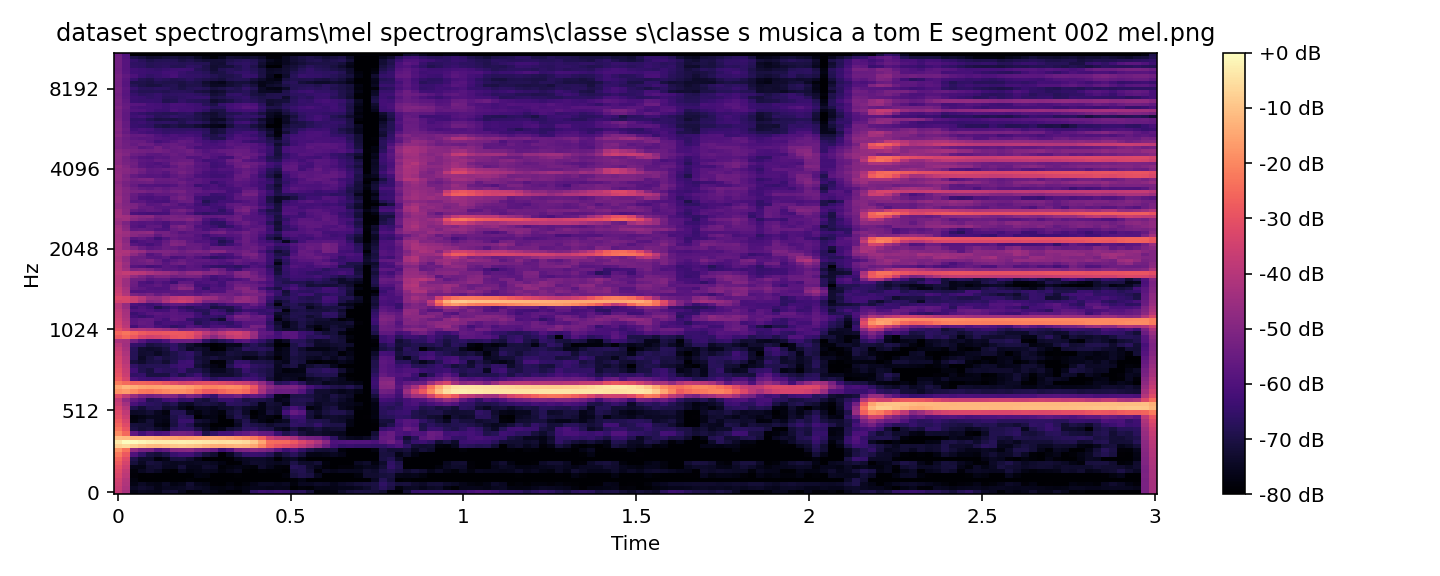 dataset spectrograms\mel spectrograms\classe s\classe s musica a tom E segment 002 mel.png
8192
4096
2048
1024
512
0
Hz
0
0.5
1
1.5
2
2.5
3
Time
+0 dB
-10 dB
-20 dB
-30 dB
-40 dB
-50 dB
-60 dB
-70 dB
-80 dB